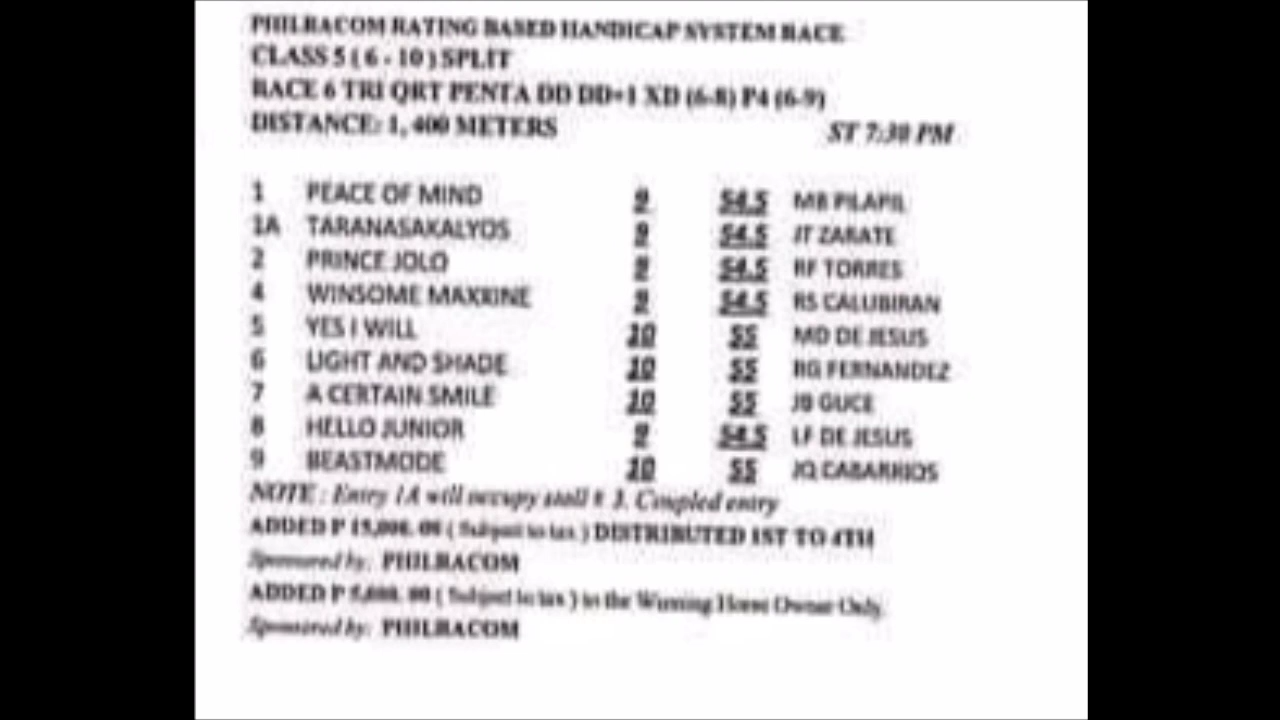 PHILRACOM RATING BASED HANDICAP SYSTEM RACE
CLASS 5 ( 6 - 10 ) SPLIT
RACE 6 TRI QRT PENTA DD DD+1 XD (6-8) P4 (6-9)
DISTANCE: 1, 400 METERS ST 7:30 PM
1 PEACE OF MIND 9 54.5 MB PILAPIL
1A TARANASAKALYOS 9 54.5 JT ZARATE
2 PRINCE JOLO 9 54.5 RF TORRES
4 WINSOME MAXXINE 9 54.5 RS CALUBIRAN
5 YES I WILL 10 55 MD DE JESUS
6 LIGHT AND SHADE 10 55 RG FERNANDEZ
7 A CERTAIN SMILE 10 55 JB GUCE
8 HELLO JUNIOR 9 54.5 LF DE JESUS
9 BEASTMODE 10 55 JQ CABARRIOS
NOTE : Entry 1A will occupy stall # 3. Coupled entry
ADDED P 15,000. 00 ( Subject to tax ) DISTRIBUTED 1ST TO 4TH
Sponsored by: PHILRACOM
ADDED P 5,000. 00 ( Subject to tax ) to the Winning Horse Owner Only.
Sponsored by: PHILRACOM